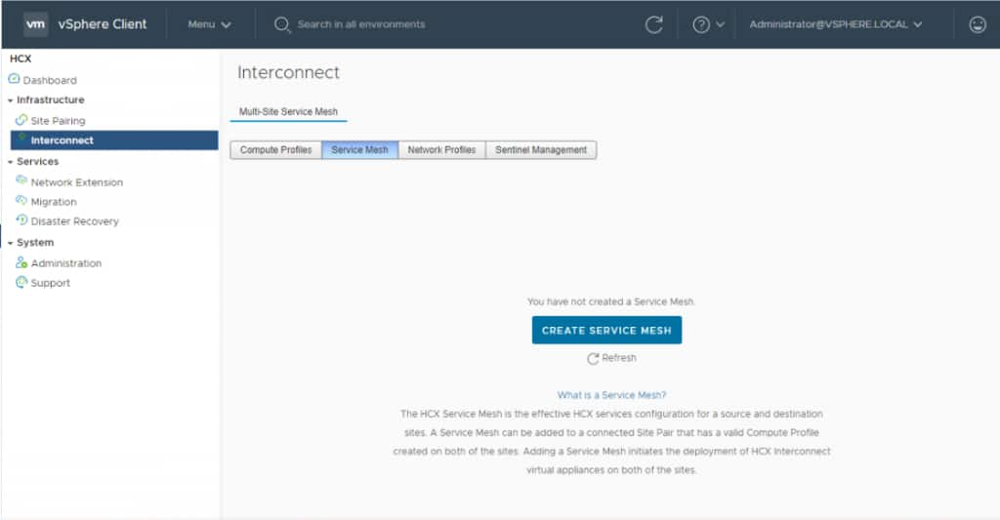 vm vSphere Client Menu Search in all environments Administrator@VSPHERE.LOCAL
HCX
Dashboard
Infrastructure
Site Pairing
Interconnect
Services
Network Extension
Migration
Disaster Recovery
System
Administration
Support
Interconnect
Multi-Site Service Mesh
Compute Profiles Service Mesh Network Profiles Sentinel Management
You have not created a Service Mesh.
CREATE SERVICE MESH
Refresh
What is a Service Mesh?
The HCX Service Mesh is the effective HCX services configuration for a source and destination
sites. A Service Mesh can be added to a connected Site Pair that has a valid Compute Profile
created on both of the sites. Adding a Service Mesh initiates the deployment of HCX Interconnect
virtual appliances on both of the sites.